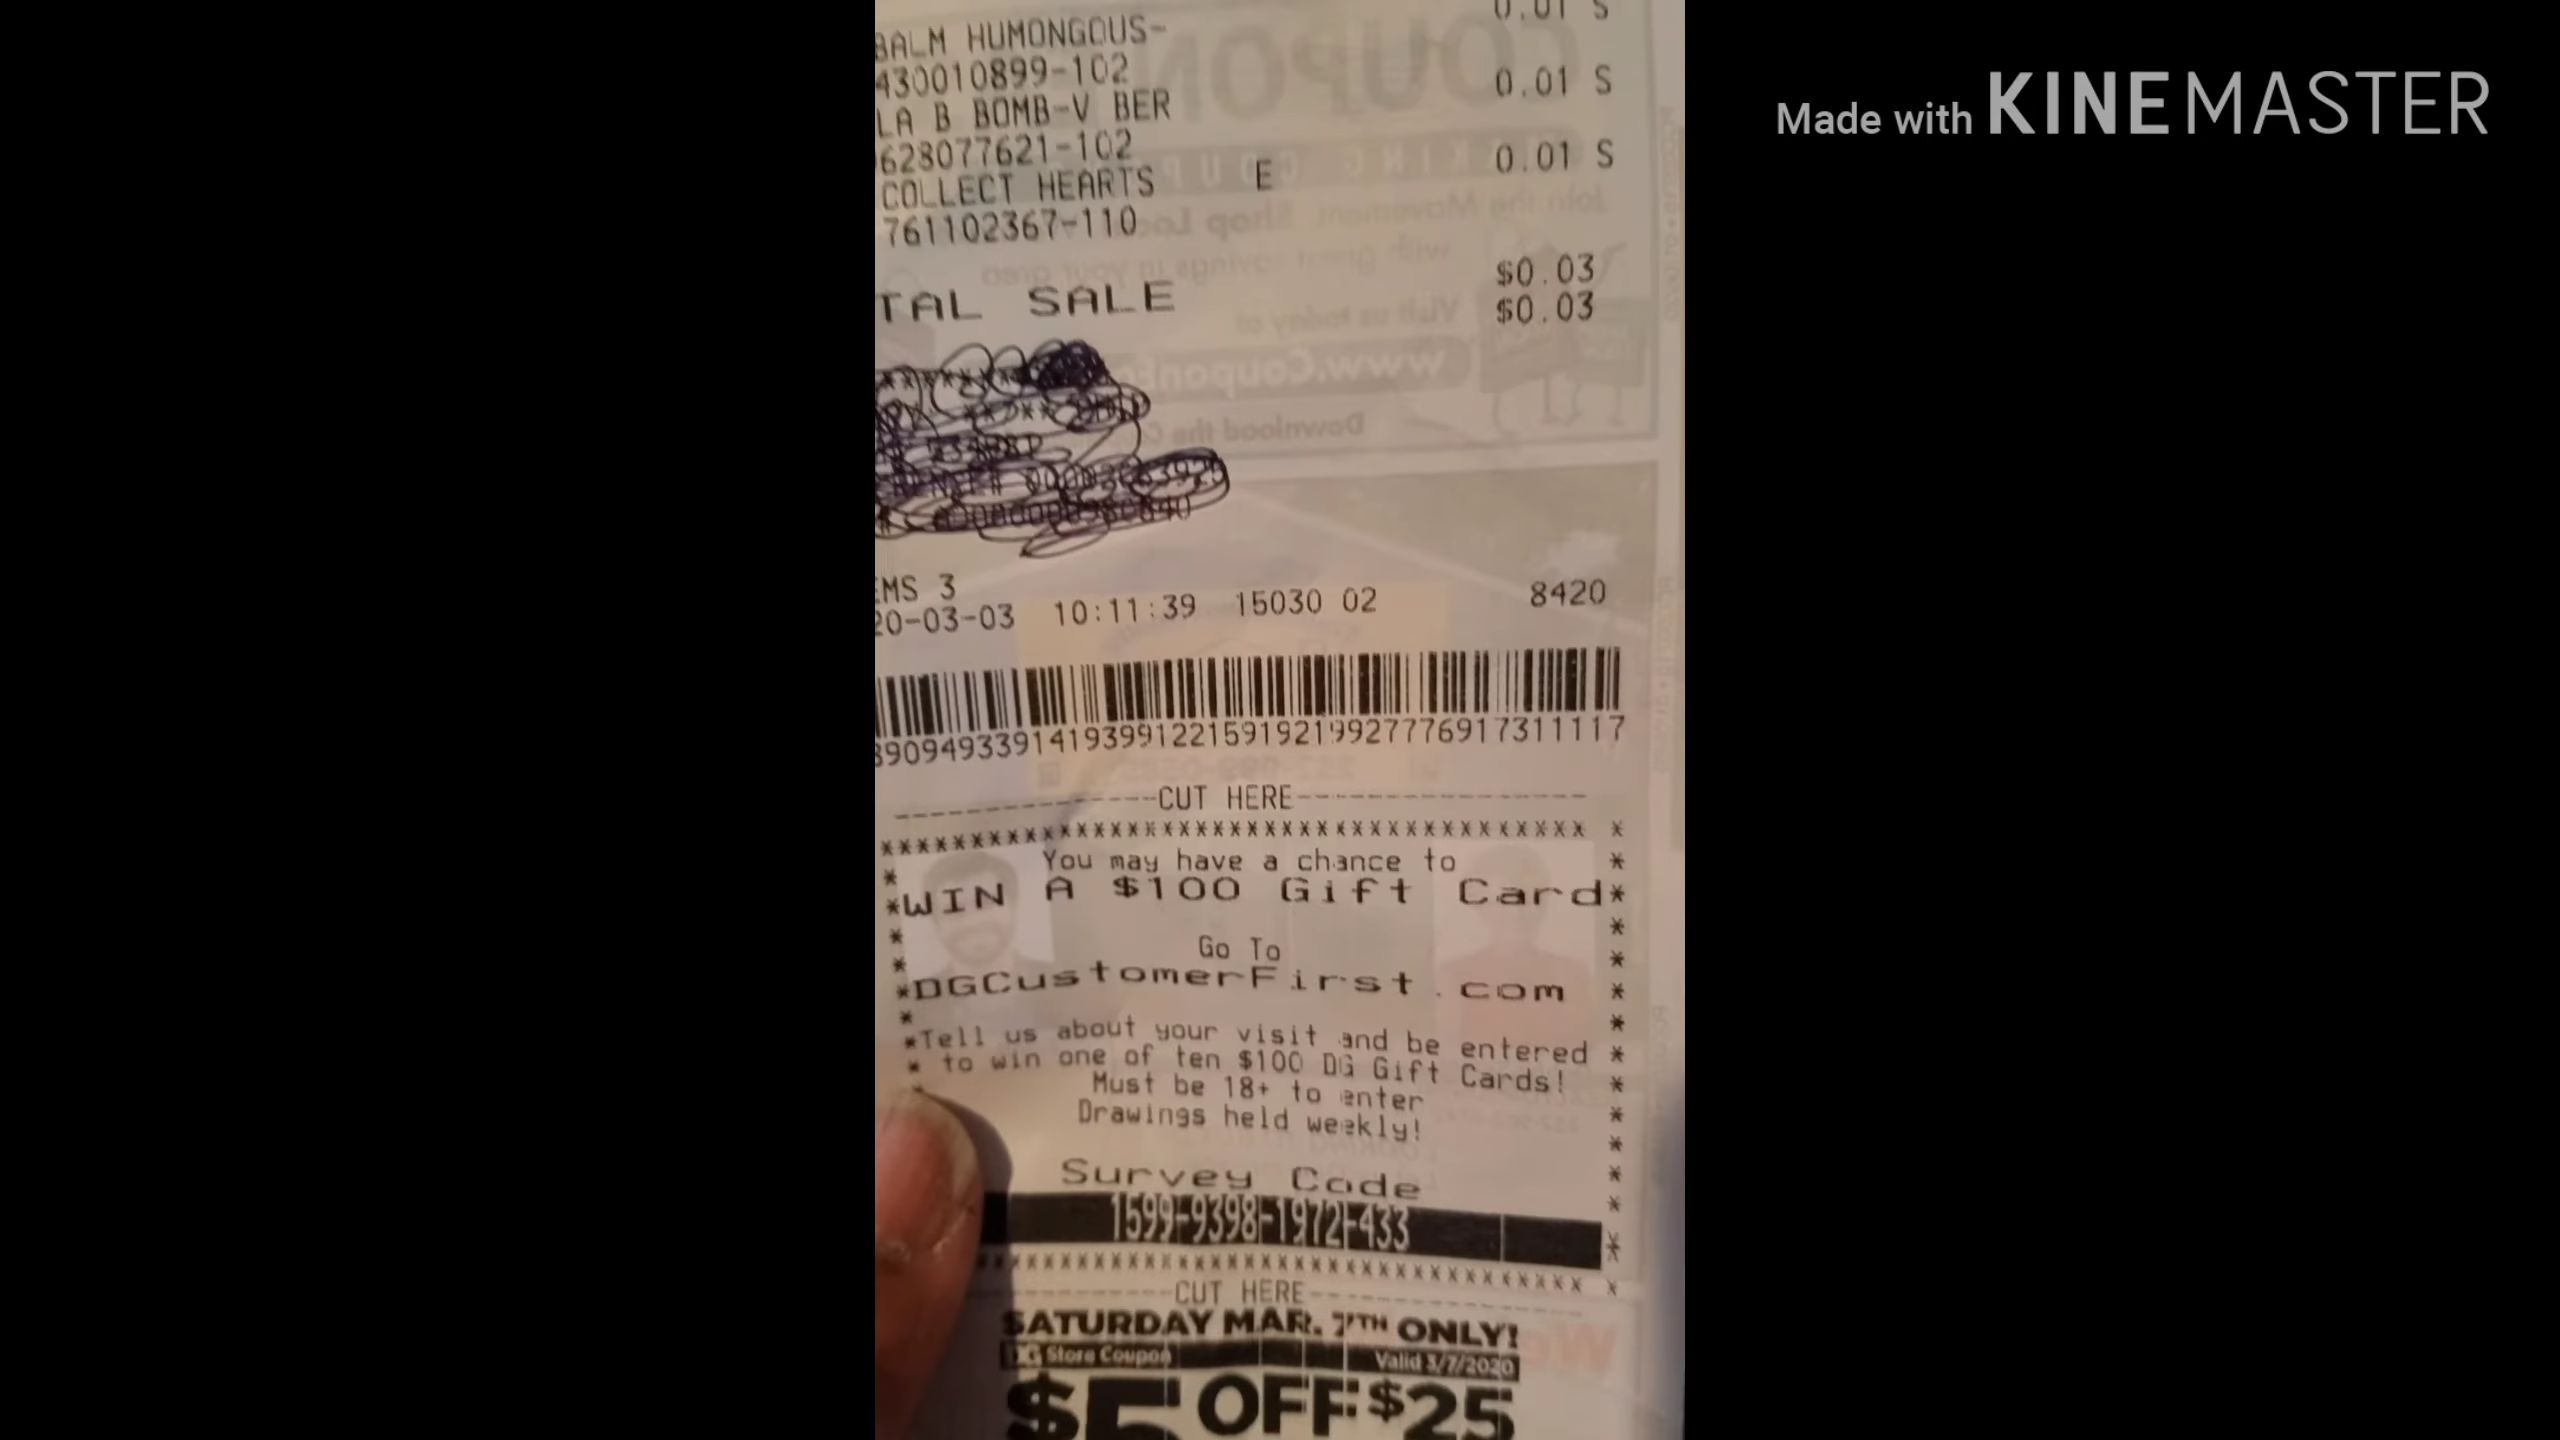 0.01 S
BALM HUMONGOUS-
430010899-102
0.01 S
LA B BOMB-V BER
628077621-102
0.01 S
COLLECT HEARTS E
761102367-110
$0.03
TAL SALE $0.03
EMS 3
20-03-03 10:11:39 15030 02 8420
89094933914193991221591921992777691731111 7
CUT HERE
You may have a chance to
WIN A $100 Gift Card
Go To
DGCustomerFirst.com
Tell us about your visit and be entered
to win one of ten $100 DG Gift Cards!
Must be 18+ to enter
Drawings held weekly!
Survey Code
1599-9398-1972-433
CUT HERE
SATURDAY MAR. 7TH ONLY!
DG Store Coupon Valid 3/7/2020
$5 OFF $25
Made with KINEMASTER